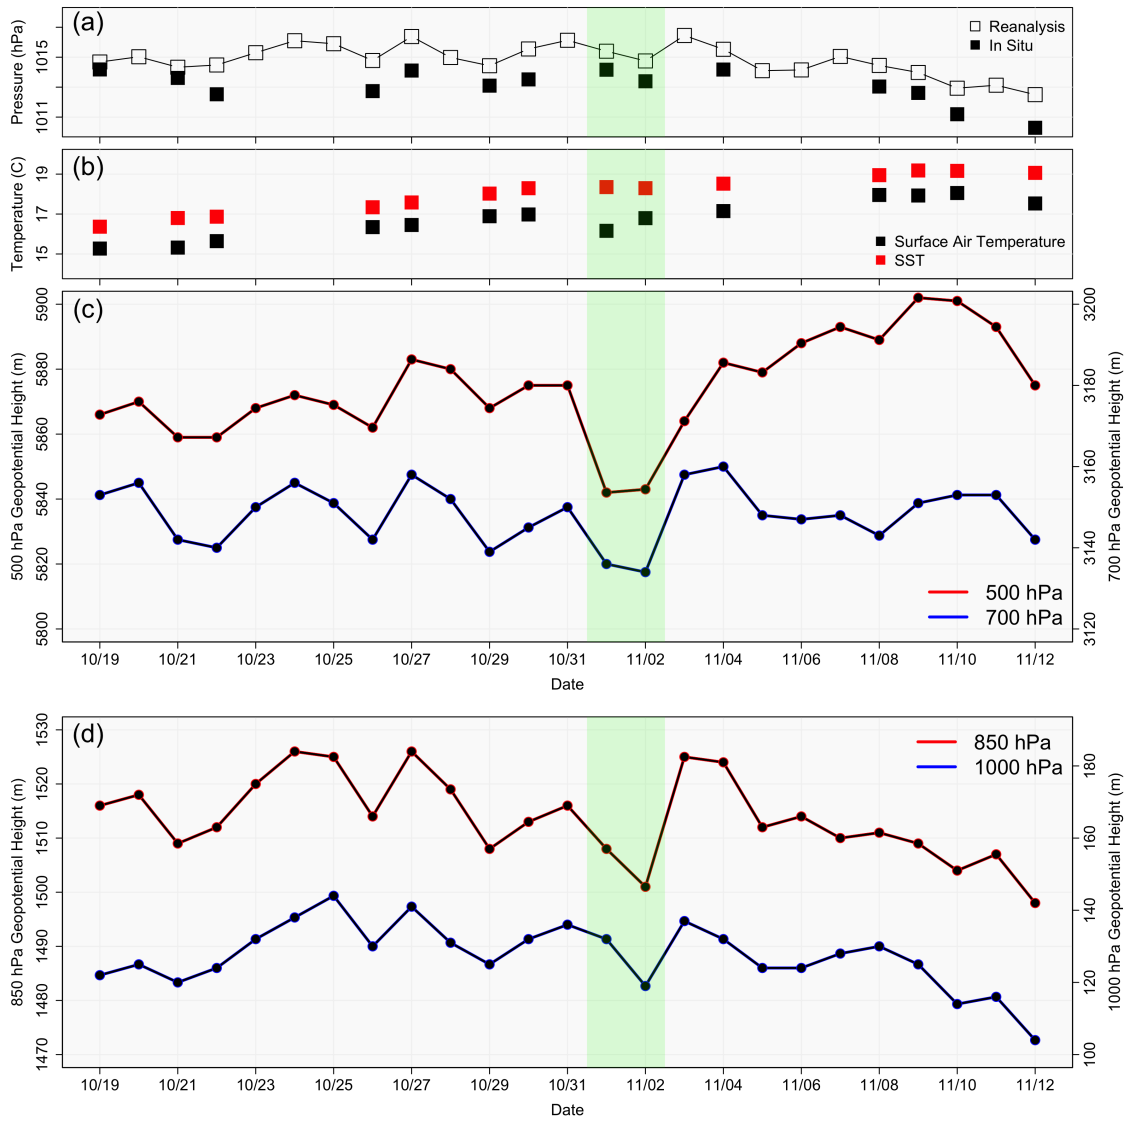 (a)
Pressure (hPa)
1015
1011
Reanalysis
In Situ
(b)
Temperature (C)
19
17
15
Surface Air Temperature
SST
(c)
500 hPa Geopotential Height (m)
5900
5880
5860
5840
5820
5800
700 hPa Geopotential Height (m)
3200
3180
3160
3140
3120
500 hPa
700 hPa
10/19 10/21 10/23 10/25 10/27 10/29 10/31 11/02 11/04 11/06 11/08 11/10 11/12
Date
(d)
850 hPa Geopotential Height (m)
1530
1520
1510
1500
1490
1480
1470
1000 hPa Geopotential Height (m)
180
160
140
120
100
850 hPa
1000 hPa
10/19 10/21 10/23 10/25 10/27 10/29 10/31 11/02 11/04 11/06 11/08 11/10 11/12
Date